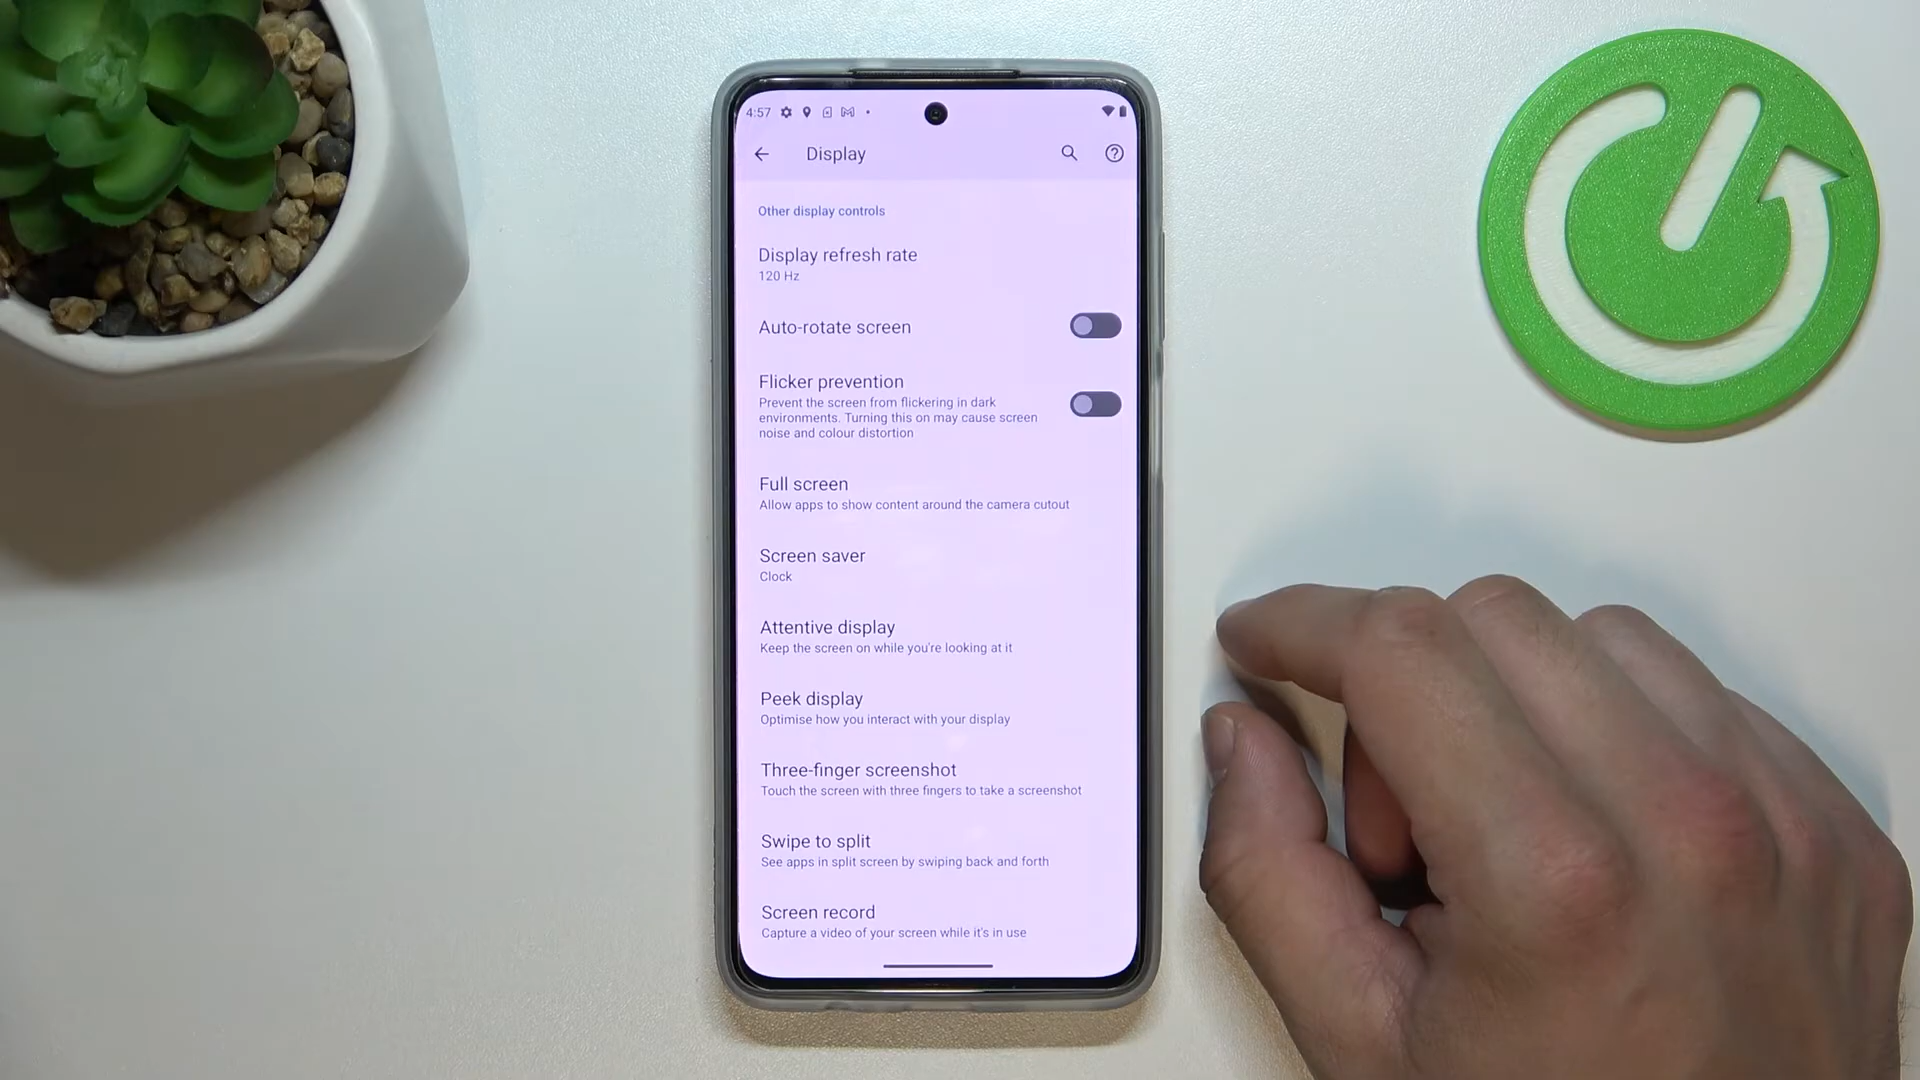 4:57
Display
Other display controls
Display refresh rate
120 Hz
Auto-rotate screen
Flicker prevention
Prevent the screen from flickering in dark
environments. Turning this on may cause screen
noise and colour distortion
Full screen
Allow apps to show content around the camera cutout
Screen saver
Clock
Attentive display
Keep the screen on while you're looking at it
Peek display
Optimise how you interact with your display
Three-finger screenshot
Touch the screen with three fingers to take a screenshot
Swipe to split
See apps in split screen by swiping back and forth
Screen record
Capture a video of your screen while it's in use